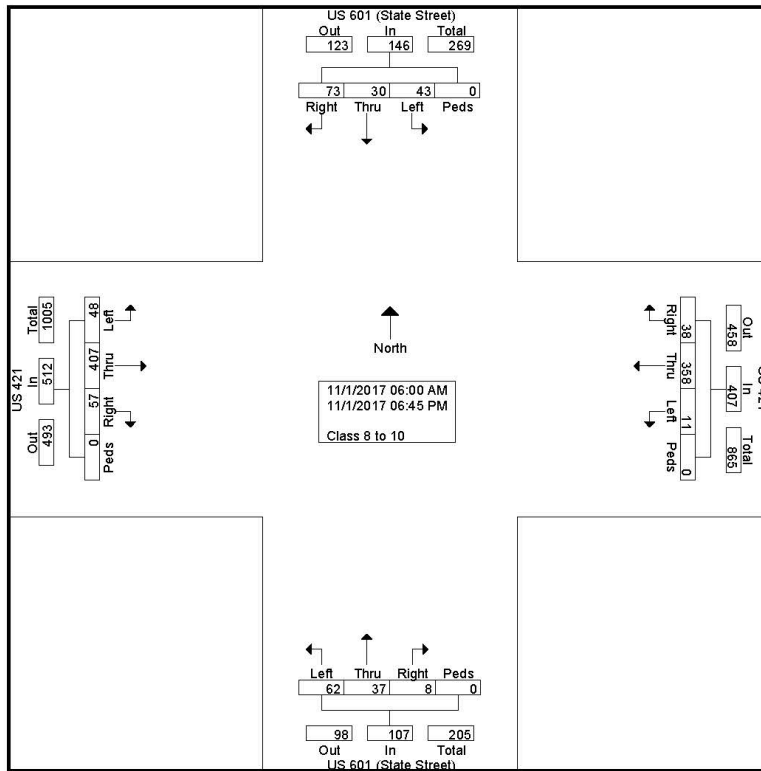 US 601 (State Street)
Out In Total
123 146 269
73 30 43 0
Right Thru Left Peds
US 421
Total In Out
1005 512 493
48 407 57 0
Left Thru Right Peds
North
11/1/2017 06:00 AM
11/1/2017 06:45 PM
Class 8 to 10
Right Thru Left Peds
38 358 11 0
Out In Total
458 407 865
US 421
Left Thru Right Peds
62 37 8 0
98 107 205
Out In Total
US 601 (State Street)